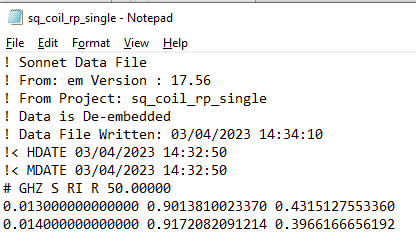 sq_coil_rp_single - Notepad
File Edit Format View Help
! Sonnet Data File
! From: em Version : 17.56
! From Project: sq_coil_rp_single
! Data is De-embedded
! Data File Written: 03/04/2023 14:34:10
!< HDATE 03/04/2023 14:32:50
!< MDATE 03/04/2023 14:32:50
# GHZ S RI R 50.00000
0.013000000000000 0.9013810023370 0.4315127553360
0.014000000000000 0.9172082091214 0.3966166656192